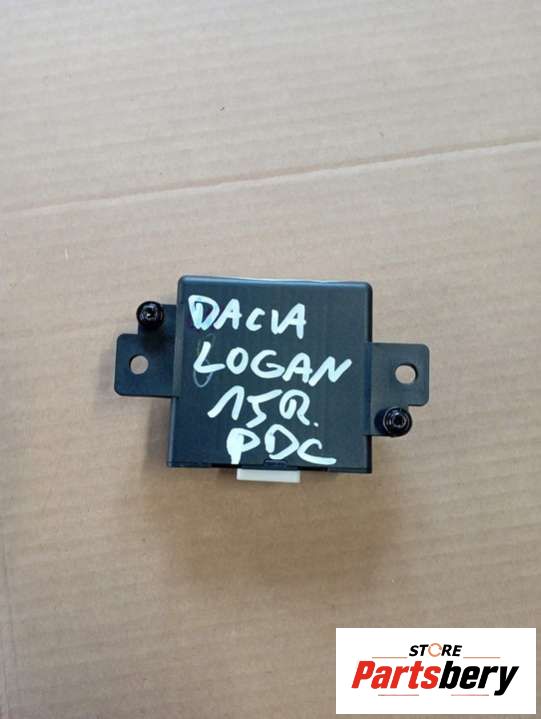 DACIA
LOGAN
15R.
PDC
STORE
Partsbery